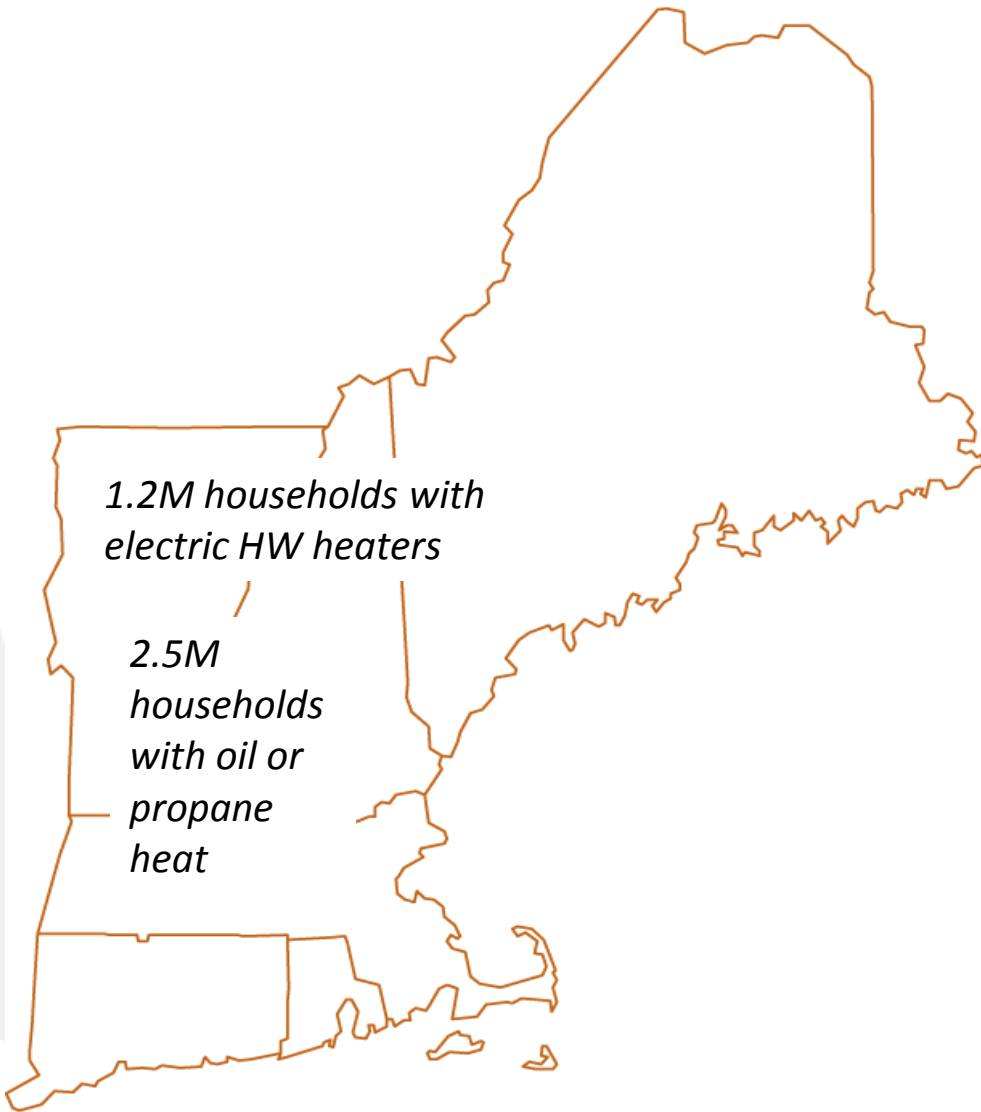 1.2M households with
electric HW heaters
2.5M
households
with oil or
propane
heat